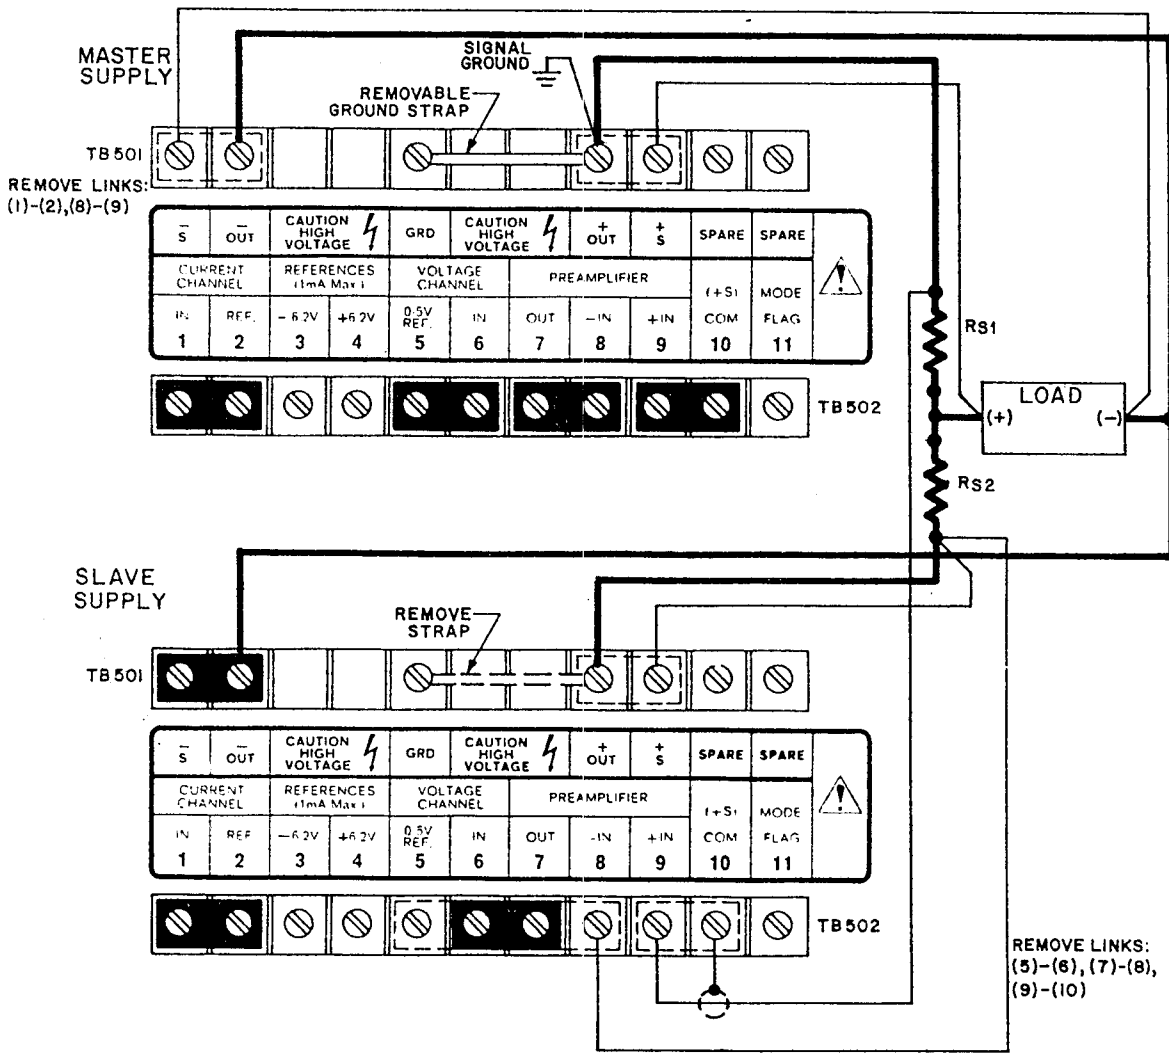 MASTER
SUPPLY
SIGNAL
GROUND
REMOVABLE
GROUND STRAP
TB501
REMOVE LINKS:
(1)-(2),(8)-(9)
− S
− OUT
CAUTION HIGH VOLTAGE
GRD
CAUTION HIGH VOLTAGE
+ OUT
+ S
SPARE
SPARE
CURRENT CHANNEL
REFERENCES (1mA Max.)
VOLTAGE CHANNEL
PREAMPLIFIER
(+S)
MODE
IN
REF.
-6.2V
+6.2V
0.5V REF.
IN
OUT
-IN
+IN
COM
FLAG
1 2 3 4 5 6 7 8 9 10 11
TB502
RS1
LOAD
(+)
(-)
RS2
SLAVE
SUPPLY
REMOVE
STRAP
TB501
− S
− OUT
CAUTION HIGH VOLTAGE
GRD
CAUTION HIGH VOLTAGE
+ OUT
+ S
SPARE
SPARE
CURRENT CHANNEL
REFERENCES (1mA Max.)
VOLTAGE CHANNEL
PREAMPLIFIER
(+S)
MODE
IN
REF
-6.2V
+6.2V
0.5V REF.
IN
OUT
-IN
+IN
COM
FLAG
1 2 3 4 5 6 7 8 9 10 11
TB502
REMOVE LINKS:
(5)-(6), (7)-(8),
(9)-(10)